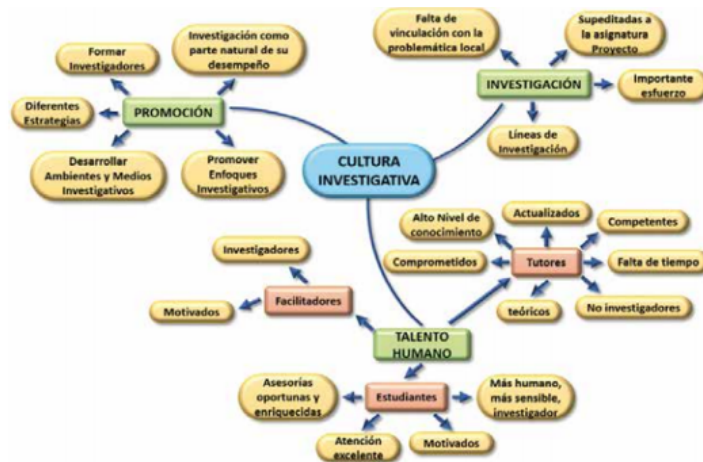 Formar
Investigadores
Investigación como
parte natural de su
desempeño
Diferentes
Estrategias
PROMOCIÓN
Desarrollar
Ambientes y Medios
Investigativos
Promover
Enfoques
Investigativos
Falta de
vinculación con la
problemática local
Supeditadas a
la asignatura
Proyecto
INVESTIGACIÓN
Importante
esfuerzo
Líneas de
Investigación
CULTURA
INVESTIGATIVA
Alto Nivel de
conocimiento
Actualizados
Competentes
Comprometidos
Tutores
Falta de tiempo
teóricos
No investigadores
Investigadores
Facilitadores
Motivados
TALENTO
HUMANO
Asesorías
oportunas y
enriquecidas
Estudiantes
Más humano,
más sensible,
investigador
Atención
excelente
Motivados